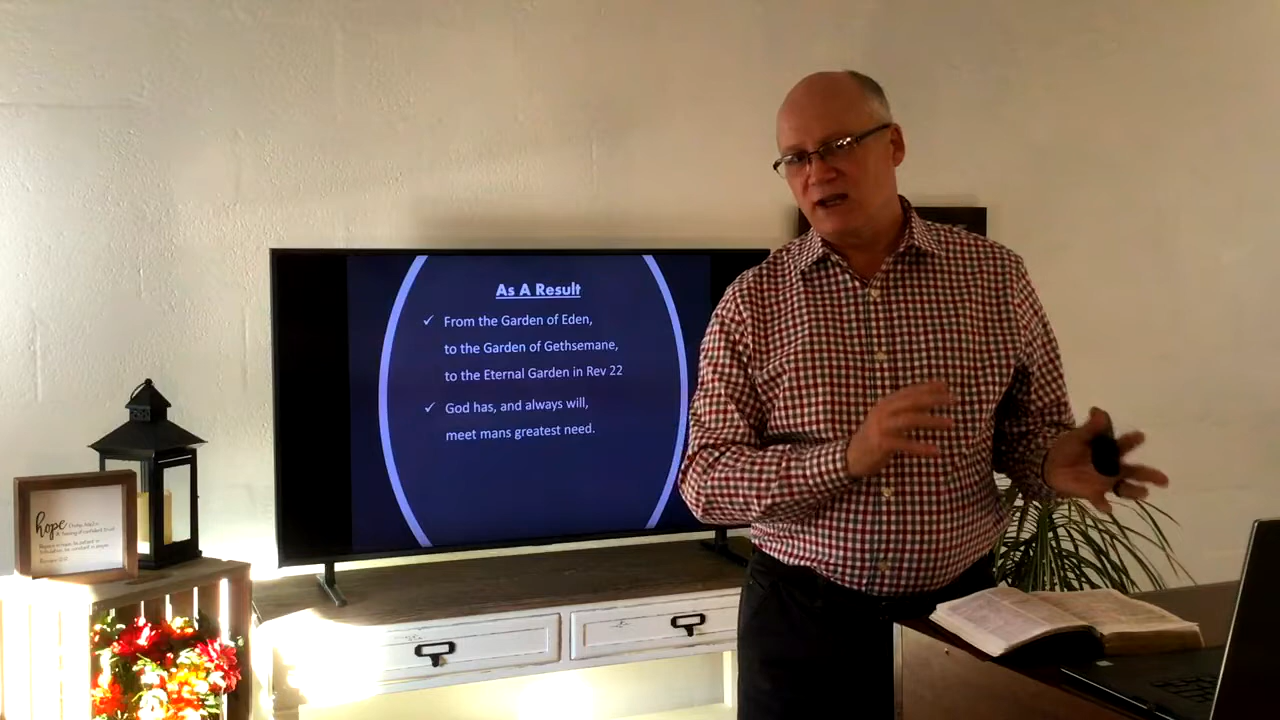 As A Result
✓ From the Garden of Eden,
to the Garden of Gethsemane,
to the Eternal Garden in Rev 22
✓ God has, and always will,
meet mans greatest need.
hope